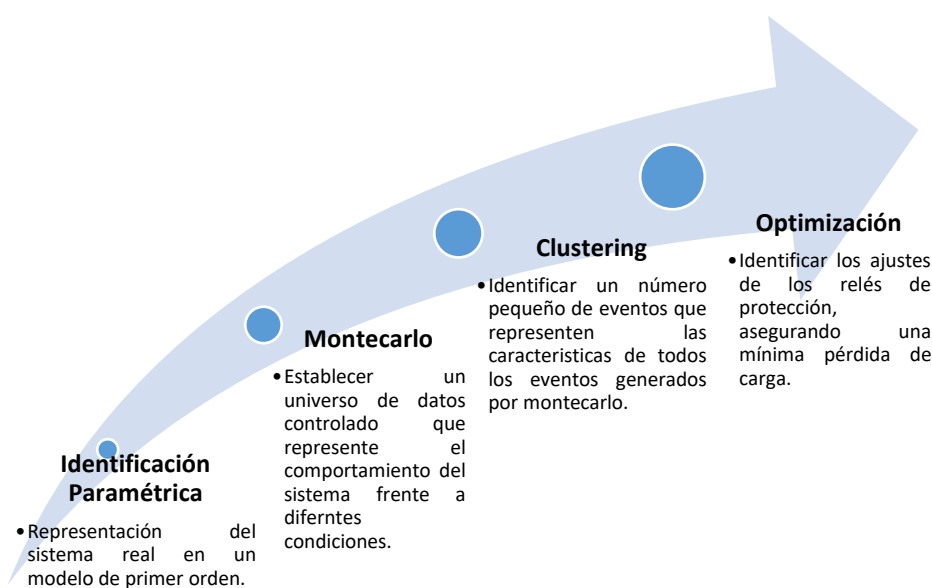 Identificación
Paramétrica
•Representación del
sistema real en un
modelo de primer orden.
Montecarlo
•Establecer un
universo de datos
controlado que
represente el
comportamiento del
sistema frente a
diferntes
condiciones.
Clustering
•Identificar un número
pequeño de eventos que
representen las
caracteristicas de todos
los eventos generados
por montecarlo.
Optimización
•Identificar los ajustes
de los relés de
protección,
asegurando una
mínima pérdida de
carga.